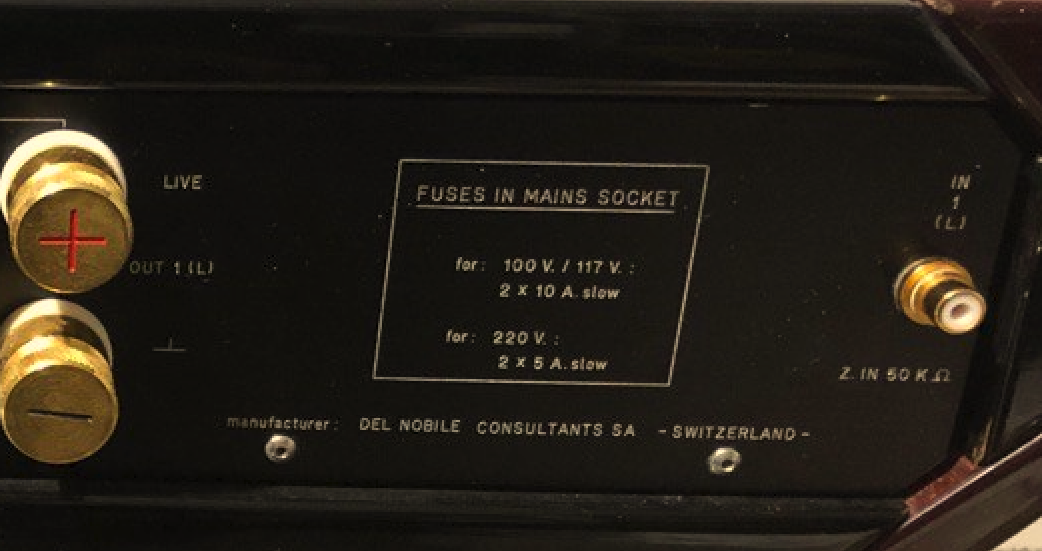 LIVE
+
OUT 1 (L)
−
FUSES IN MAINS SOCKET
for: 100 V. / 117 V. :
2 x 10 A. slow
for: 220 V. :
2 x 5 A. slow
manufacturer: DEL NOBILE CONSULTANTS SA - SWITZERLAND -
IN
1
(L)
Z. IN 50 K Ω